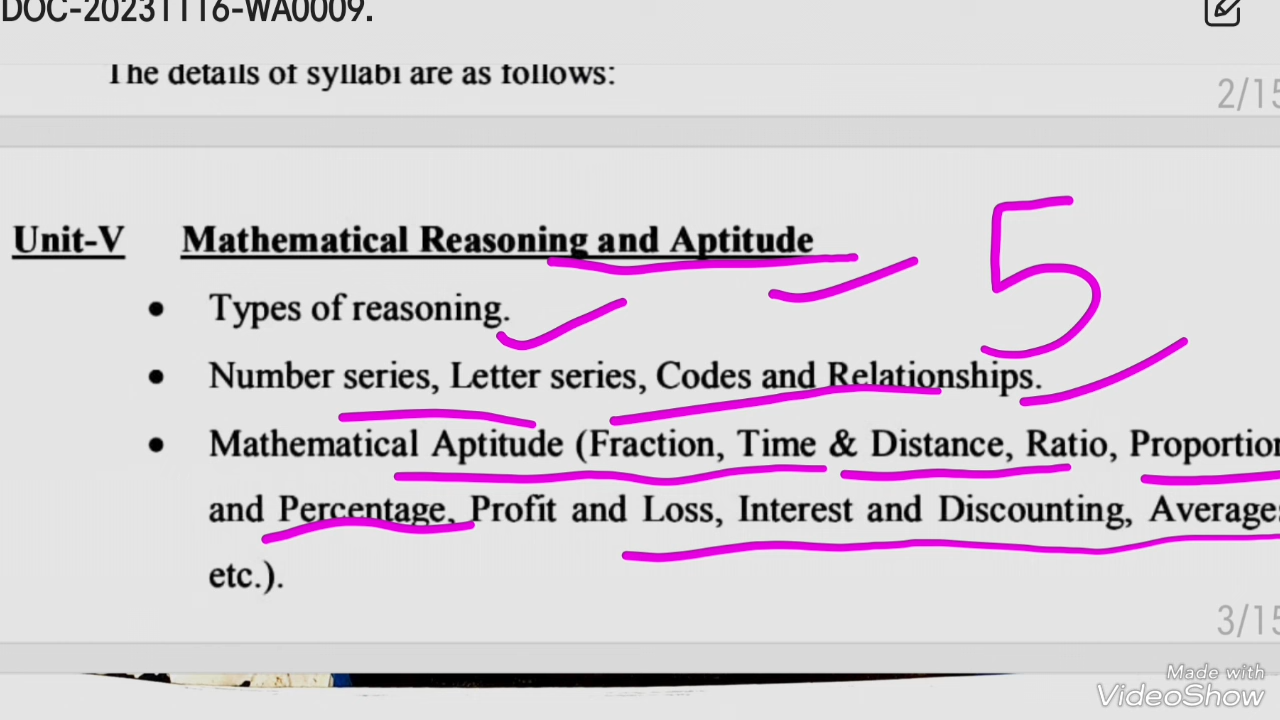 DOC-20231116-WA0009.
The details of syllabi are as follows:
2/15
Unit-V Mathematical Reasoning and Aptitude
5
• Types of reasoning.
• Number series, Letter series, Codes and Relationships.
• Mathematical Aptitude (Fraction, Time & Distance, Ratio, Proportion
and Percentage, Profit and Loss, Interest and Discounting, Averages
etc.).
3/15
Made with
VideoShow